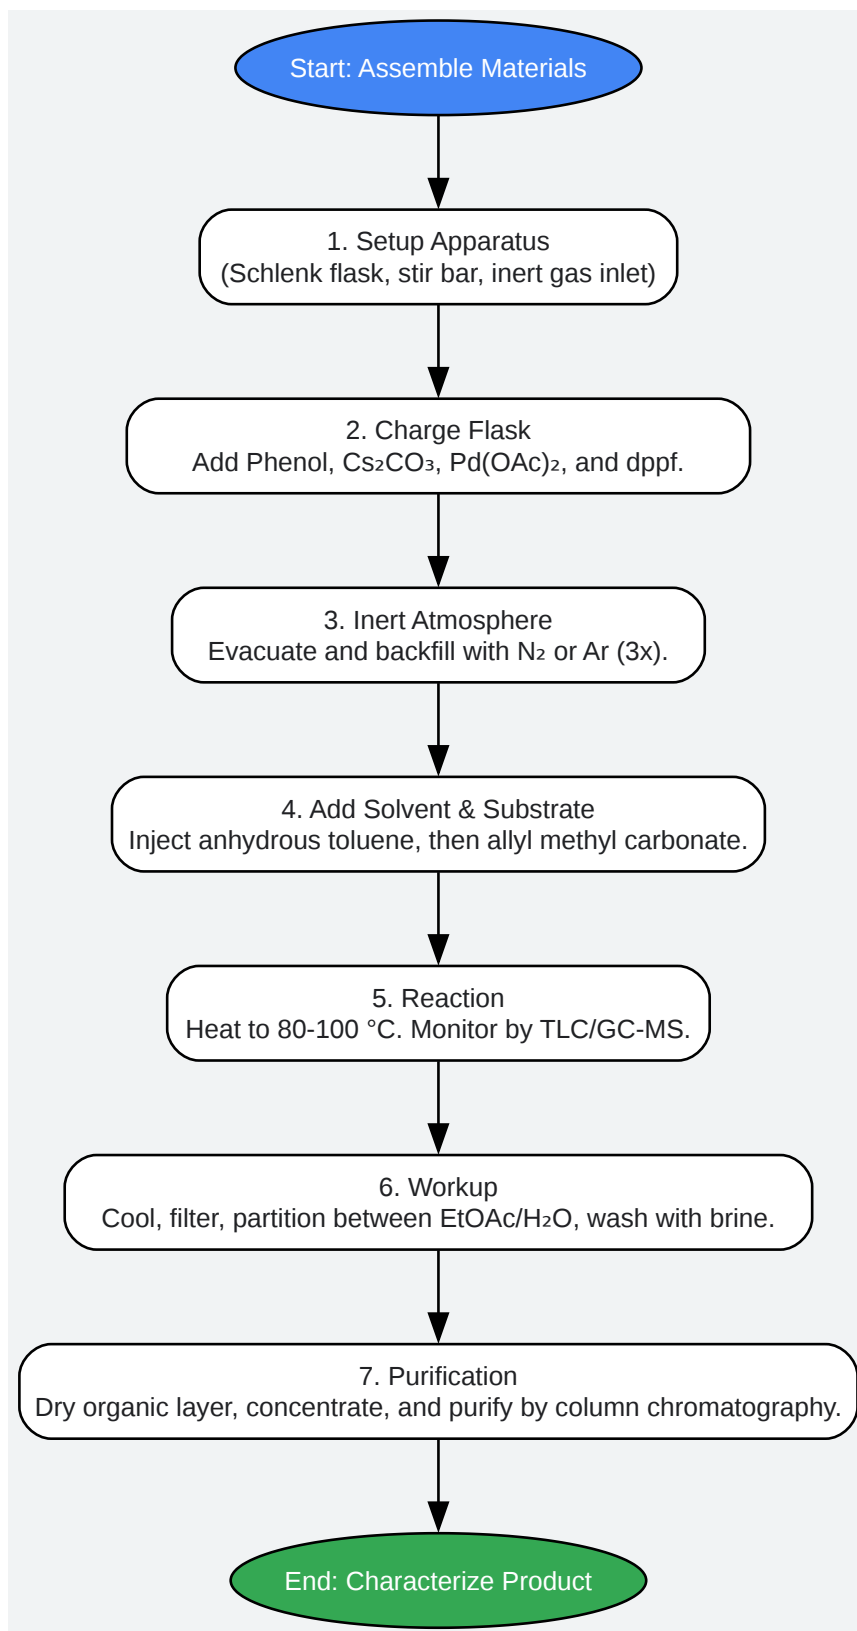 Start: Assemble Materials
1. Setup Apparatus
(Schlenk flask, stir bar, inert gas inlet)
2. Charge Flask
Add Phenol, Cs₂CO₃, Pd(OAc)₂, and dppf.
3. Inert Atmosphere
Evacuate and backfill with N₂ or Ar (3x).
4. Add Solvent & Substrate
Inject anhydrous toluene, then allyl methyl carbonate.
5. Reaction
Heat to 80-100 °C. Monitor by TLC/GC-MS.
6. Workup
Cool, filter, partition between EtOAc/H₂O, wash with brine.
7. Purification
Dry organic layer, concentrate, and purify by column chromatography.
End: Characterize Product